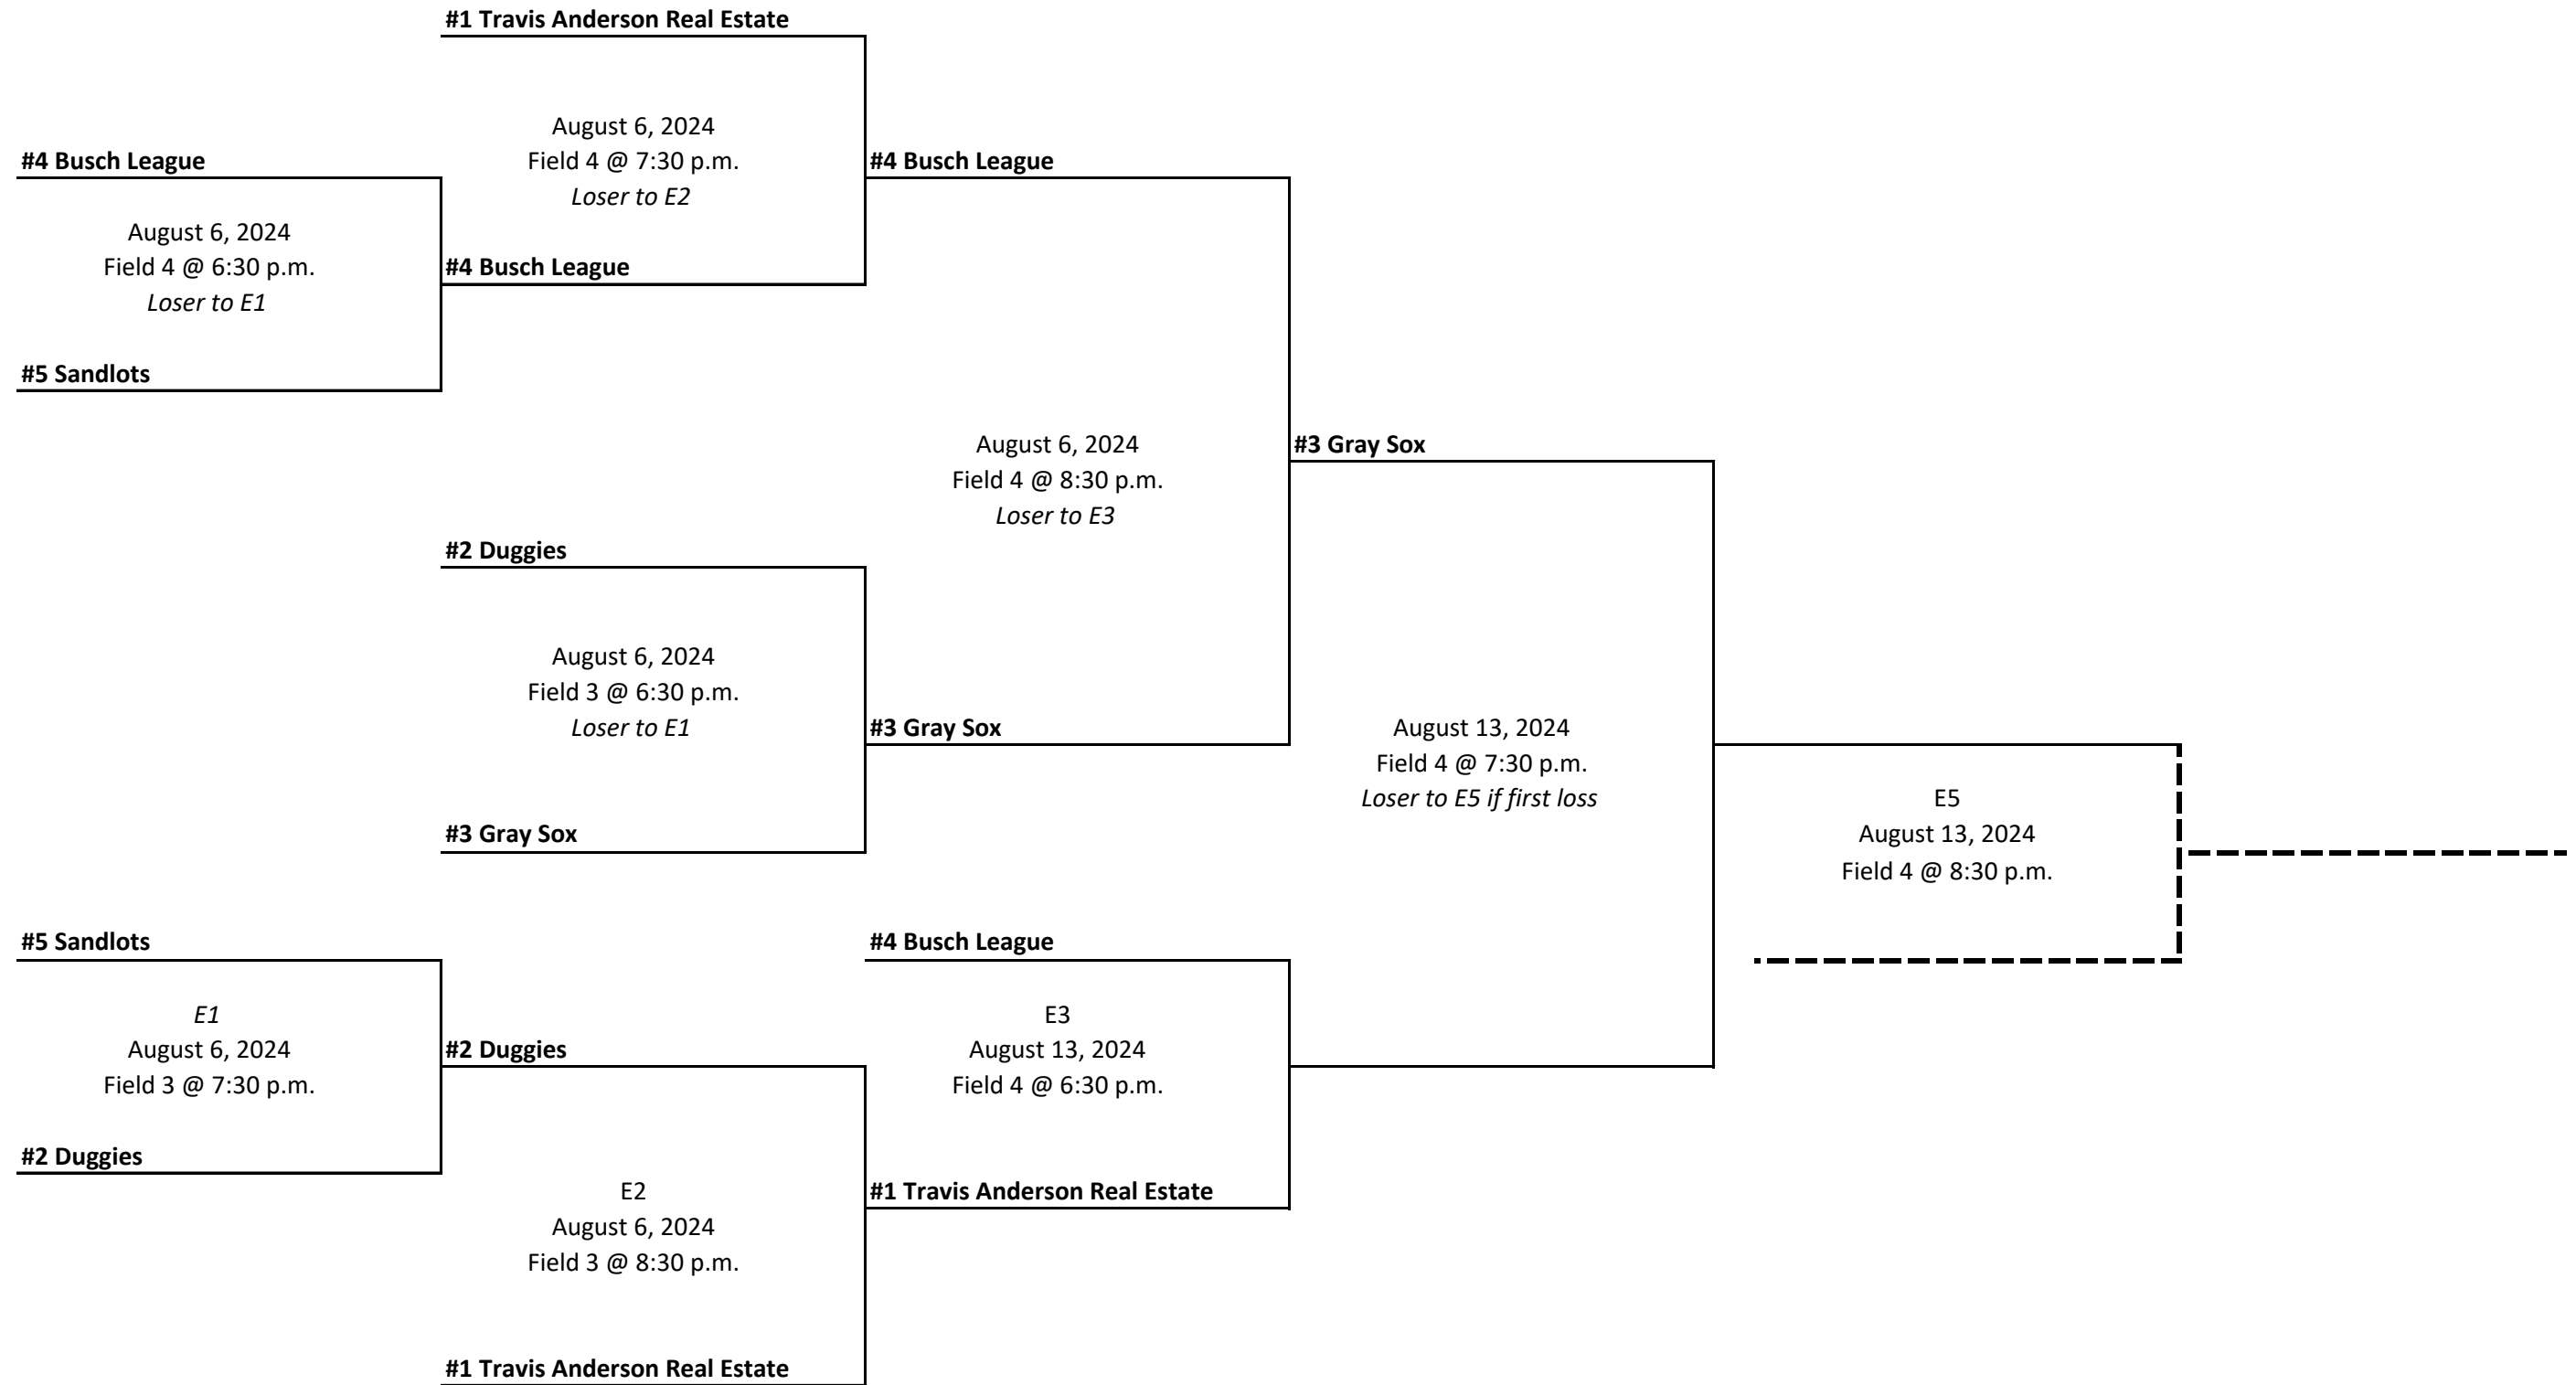 #1 Travis Anderson Real Estate
August 6, 2024
Field 4 @ 7:30 p.m.
Loser to E2
#4 Busch League
#4 Busch League
August 6, 2024
Field 4 @ 6:30 p.m.
Loser to E1
#4 Busch League
#5 Sandlots
August 6, 2024
Field 4 @ 8:30 p.m.
Loser to E3
#3 Gray Sox
#2 Duggies
August 6, 2024
Field 3 @ 6:30 p.m.
Loser to E1
#3 Gray Sox
#3 Gray Sox
August 13, 2024
Field 4 @ 7:30 p.m.
Loser to E5 if first loss
E5
August 13, 2024
Field 4 @ 8:30 p.m.
#5 Sandlots
E1
August 6, 2024
Field 3 @ 7:30 p.m.
#2 Duggies
#2 Duggies
#4 Busch League
E3
August 13, 2024
Field 4 @ 6:30 p.m.
#1 Travis Anderson Real Estate
E2
August 6, 2024
Field 3 @ 8:30 p.m.
#1 Travis Anderson Real Estate